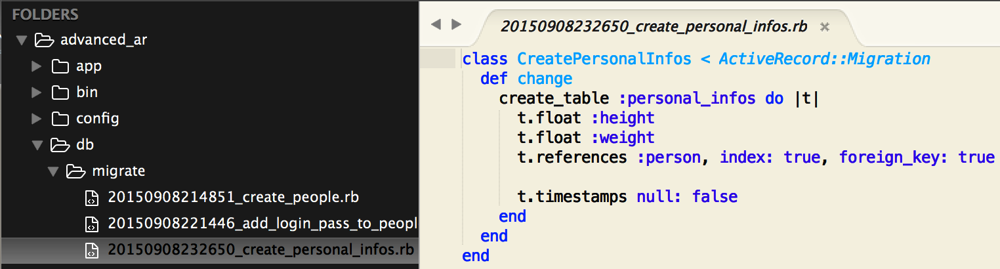 FOLDERS
advanced_ar
app
bin
config
db
migrate
20150908214851_create_people.rb
20150908221446_add_login_pass_to_peopl
20150908232650_create_personal_infos.rb
20150908232650_create_personal_infos.rb
class CreatePersonalInfos < ActiveRecord::Migration
  def change
    create_table :personal_infos do |t|
      t.float :height
      t.float :weight
      t.references :person, index: true, foreign_key: true

      t.timestamps null: false
    end
  end
end